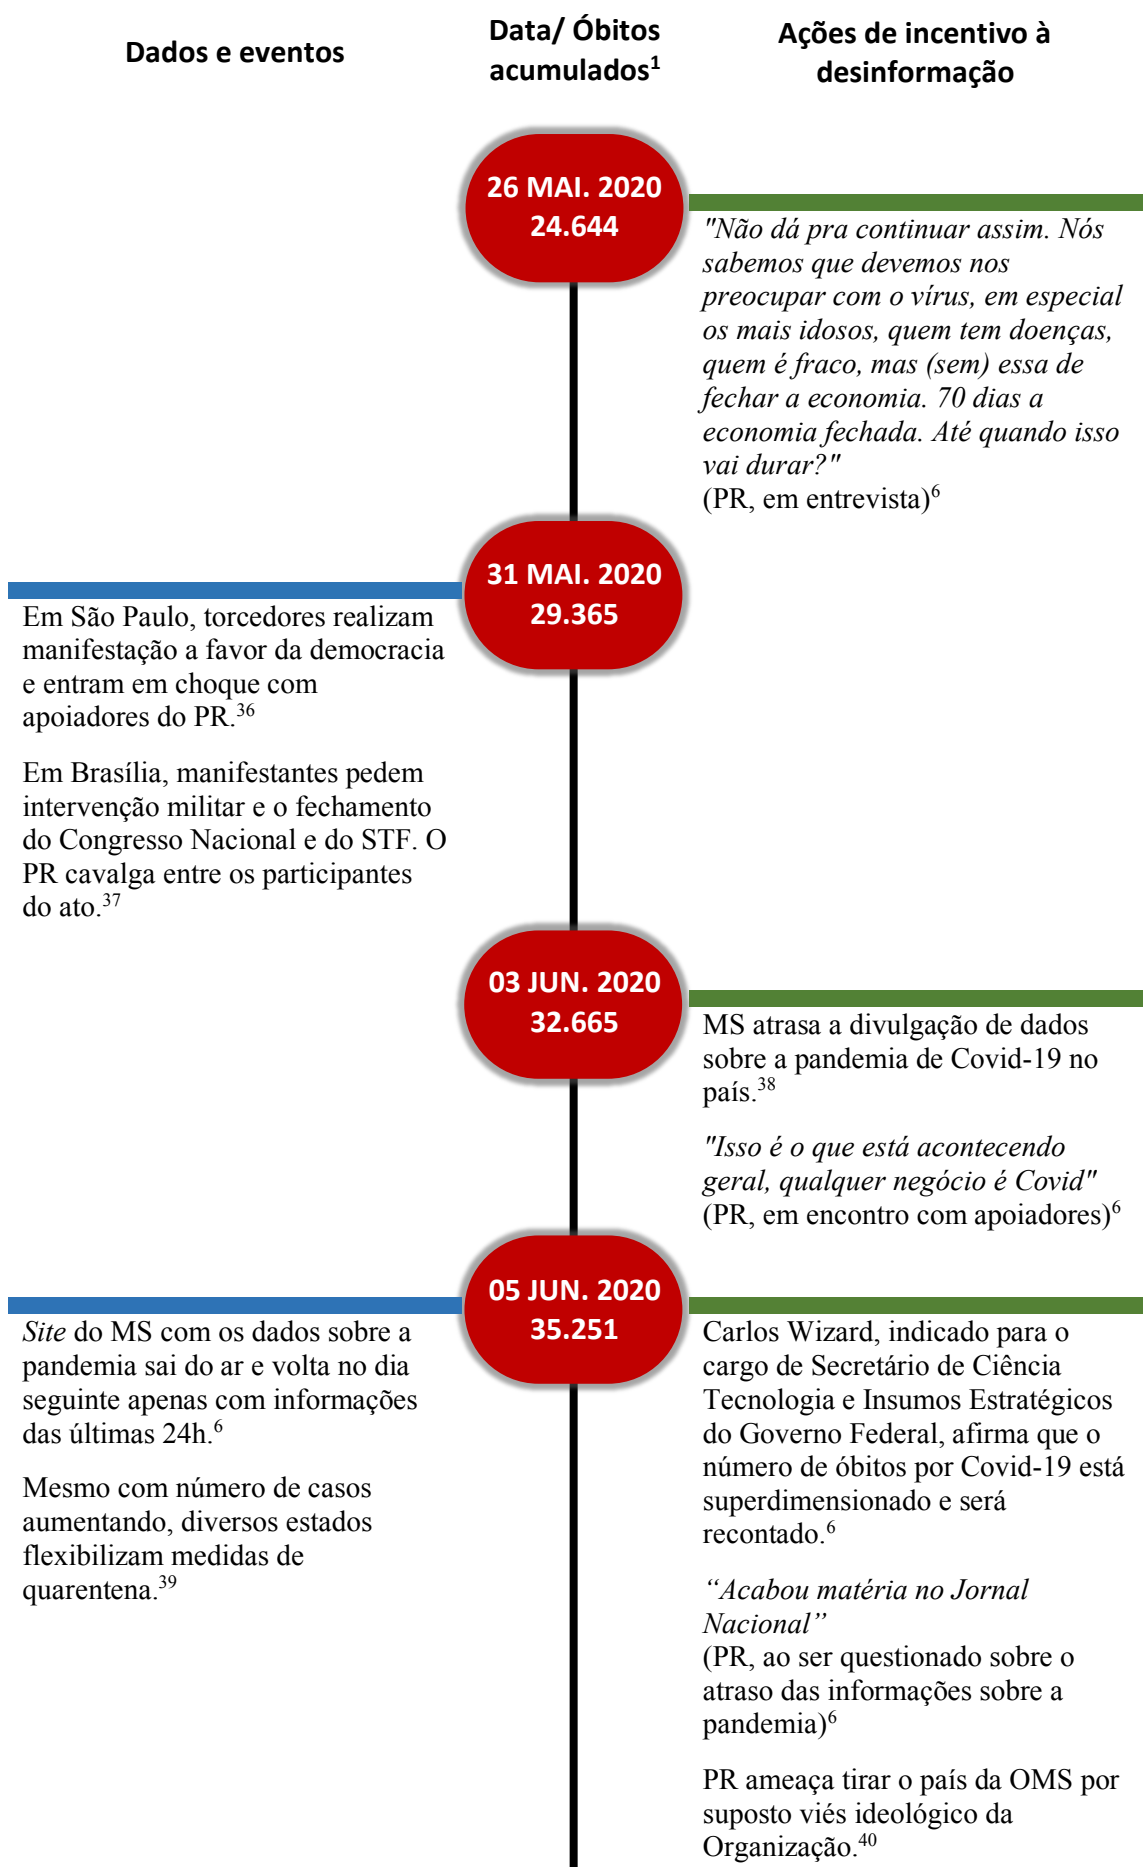 Dados e eventos
Data/ Óbitos
acumulados¹
Ações de incentivo à
desinformação
26 MAI. 2020
24.644
"Não dá pra continuar assim. Nós
sabemos que devemos nos
preocupar com o vírus, em especial
os mais idosos, quem tem doenças,
quem é fraco, mas (sem) essa de
fechar a economia. 70 dias a
economia fechada. Até quando isso
vai durar?"
(PR, em entrevista)⁶
31 MAI. 2020
29.365
Em São Paulo, torcedores realizam
manifestação a favor da democracia
e entram em choque com
apoiadores do PR.³⁶
Em Brasília, manifestantes pedem
intervenção militar e o fechamento
do Congresso Nacional e do STF. O
PR cavalga entre os participantes
do ato.³⁷
03 JUN. 2020
32.665
MS atrasa a divulgação de dados
sobre a pandemia de Covid-19 no
país.³⁸
"Isso é o que está acontecendo
geral, qualquer negócio é Covid"
(PR, em encontro com apoiadores)⁶
05 JUN. 2020
35.251
Site do MS com os dados sobre a
pandemia sai do ar e volta no dia
seguinte apenas com informações
das últimas 24h.⁶
Mesmo com número de casos
aumentando, diversos estados
flexibilizam medidas de
quarentena.³⁹
Carlos Wizard, indicado para o
cargo de Secretário de Ciência
Tecnologia e Insumos Estratégicos
do Governo Federal, afirma que o
número de óbitos por Covid-19 está
superdimensionado e será
recontado.⁶
“Acabou matéria no Jornal
Nacional”
(PR, ao ser questionado sobre o
atraso das informações sobre a
pandemia)⁶
PR ameaça tirar o país da OMS por
suposto viés ideológico da
Organização.⁴⁰